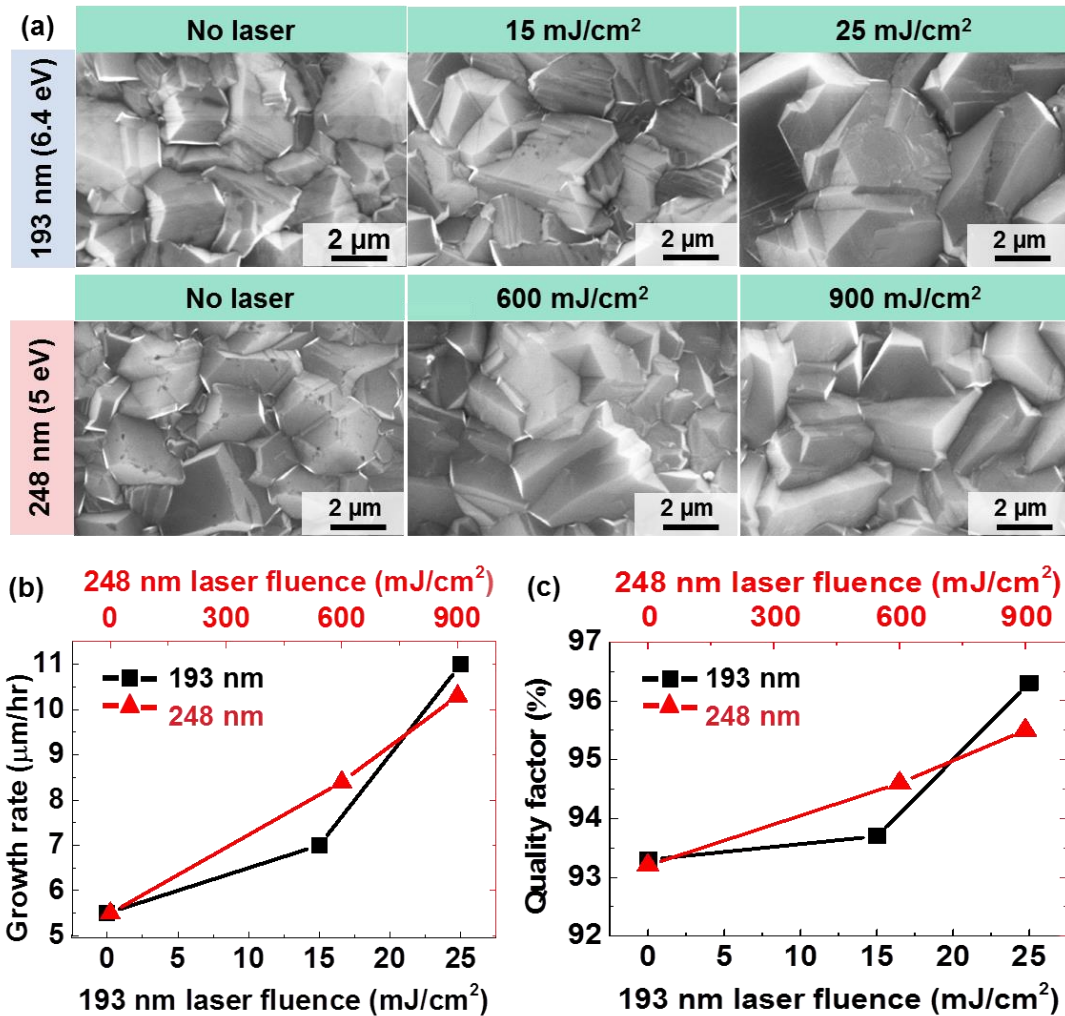 (a)
No laser
15 mJ/cm²
25 mJ/cm²
193 nm (6.4 eV)
2 µm
2 µm
2 µm
No laser
600 mJ/cm²
900 mJ/cm²
248 nm (5 eV)
2 µm
2 µm
2 µm
(b)
248 nm laser fluence (mJ/cm²)
0 300 600 900
11
10
9
8
7
6
5
Growth rate (µm/hr)
193 nm
248 nm
0 5 10 15 20 25
193 nm laser fluence (mJ/cm²)
(c)
248 nm laser fluence (mJ/cm²)
0 300 600 900
97
96
95
94
93
92
Quality factor (%)
193 nm
248 nm
0 5 10 15 20 25
193 nm laser fluence (mJ/cm²)